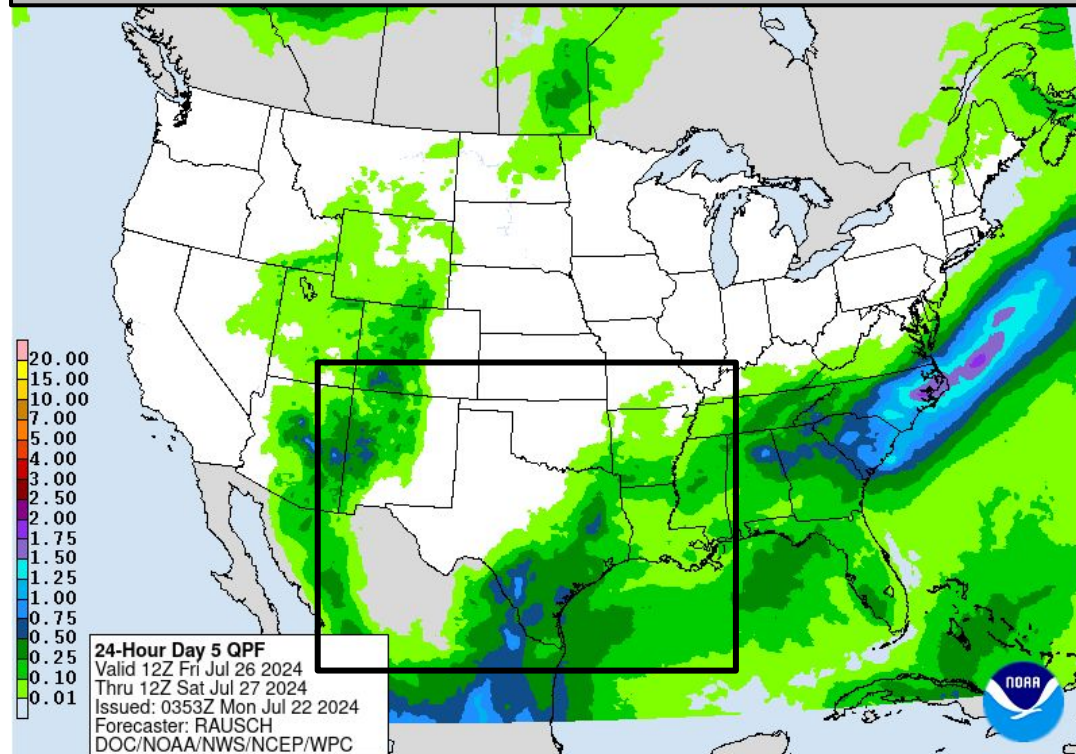 20.00
15.00
10.00
7.00
5.00
4.00
3.00
2.50
2.00
1.75
1.50
1.25
1.00
0.75
0.50
0.25
0.10
0.01
24-Hour Day 5 QPF
Valid 12Z Fri Jul 26 2024
Thru 12Z Sat Jul 27 2024
Issued: 0353Z Mon Jul 22 2024
Forecaster: RAUSCH
DOC/NOAA/NWS/NCEP/WPC
NOAA